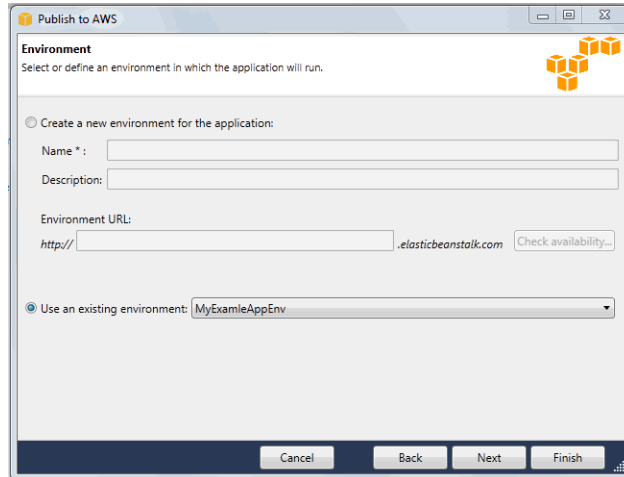 Publish to AWS
Environment
Select or define an environment in which the application will run.
Create a new environment for the application:
Name * :
Description:
Environment URL:
http:// .elasticbeanstalk.com Check availability...
Use an existing environment: MyExamleAppEnv
Cancel Back Next Finish